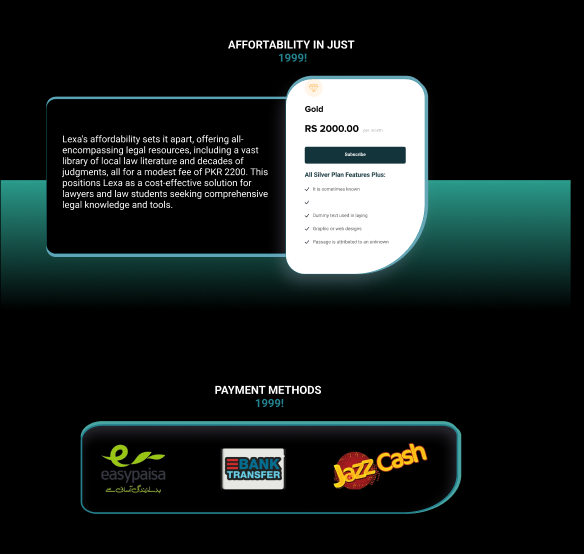 AFFORTABILITY IN JUST
1999!
Lexa's affordability sets it apart, offering all-
encompassing legal resources, including a vast
library of local law literature and decades of
judgments, all for a modest fee of PKR 2200. This
positions Lexa as a cost-effective solution for
lawyers and law students seeking comprehensive
legal knowledge and tools.
Gold
RS 2000.00 per month
Subscribe
All Silver Plan Features Plus:
It is sometimes known
Dummy text used in laying
Graphic or web designs
Passage is attributed to an unknown
PAYMENT METHODS
1999!
easypaisa
BANK
TRANSFER
JazzCash